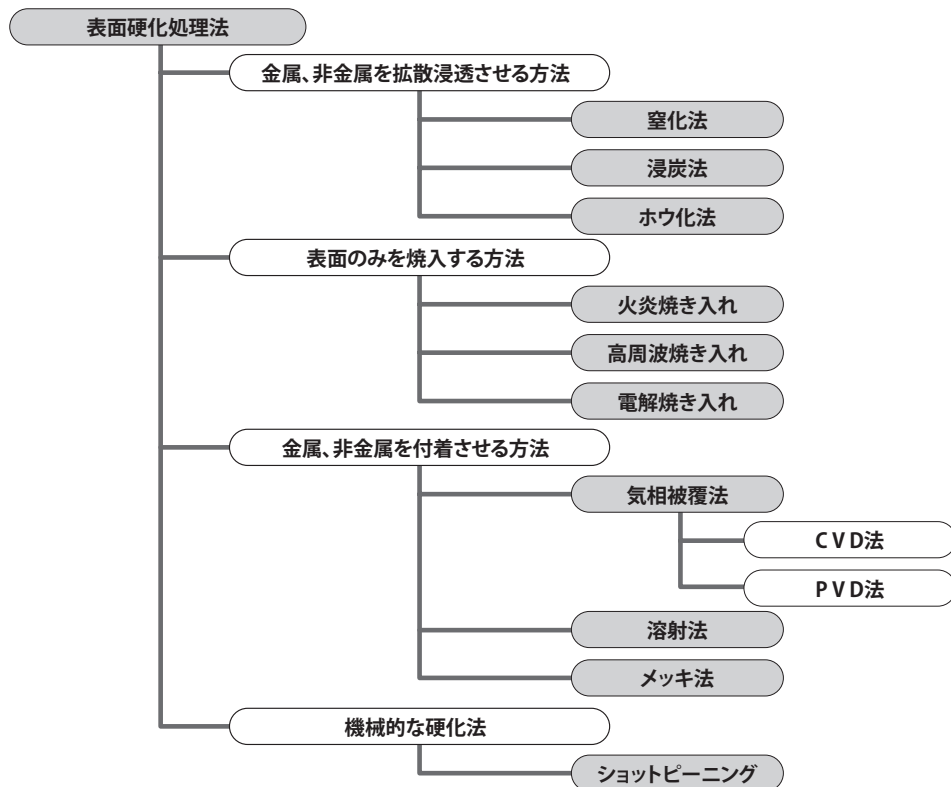 表面硬化処理法
金属、非金属を拡散浸透させる方法
窒化法
浸炭法
ホウ化法
表面のみを焼入する方法
火炎焼き入れ
高周波焼き入れ
電解焼き入れ
金属、非金属を付着させる方法
気相被覆法
CVD法
PVD法
溶射法
メッキ法
機械的な硬化法
ショットピーニング